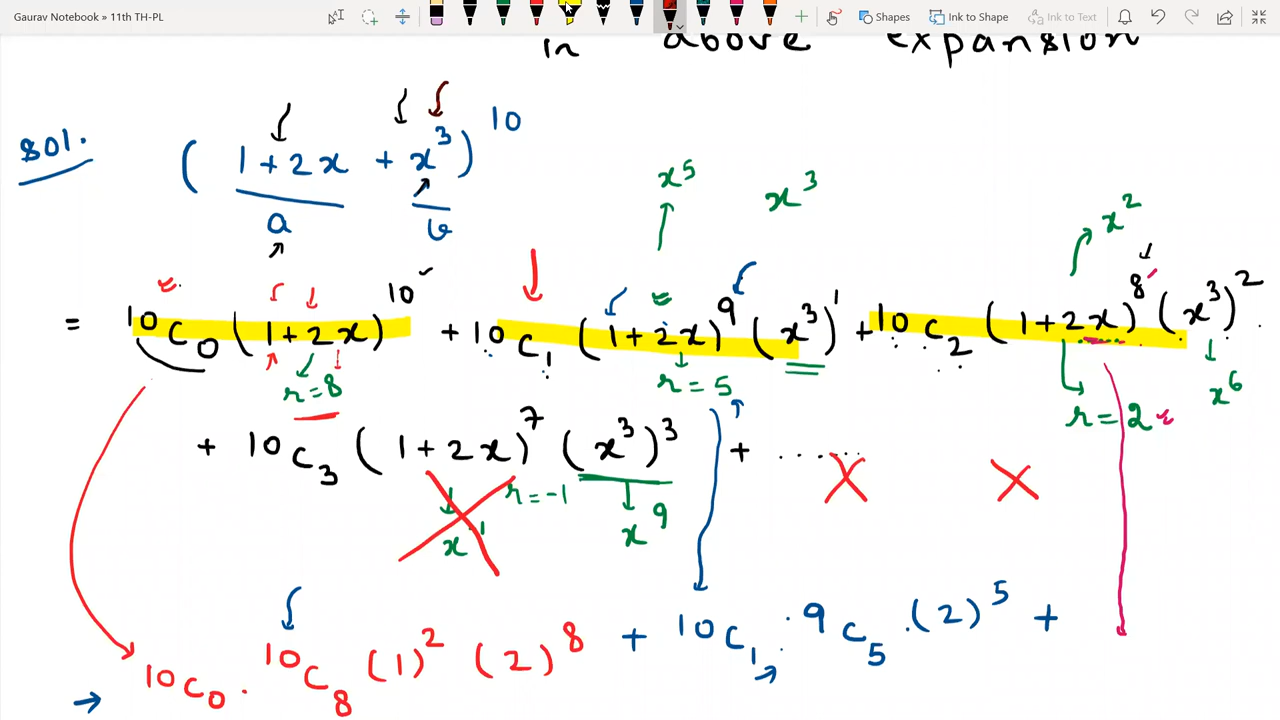 Gaurav Notebook » 11th TH-PL
Shapes Ink to Shape Ink to Text
in above expansion
sol. (1+2x + x³)¹⁰
a b
x⁵ x³ x²
= ¹⁰C₀ (1+2x)¹⁰ + 10C₁ (1+2x)⁹ (x³)¹ + 10C₂ (1+2x)⁸ (x³)² .
r=8 r=5 r=2 x⁶
+ 10C₃ (1+2x)⁷ (x³)³ + ......
r=-1
x¹ x⁹
→ 10C₀ . 10C₈ (1)² (2)⁸ + 10C₁ . 9C₅ .(2)⁵ +